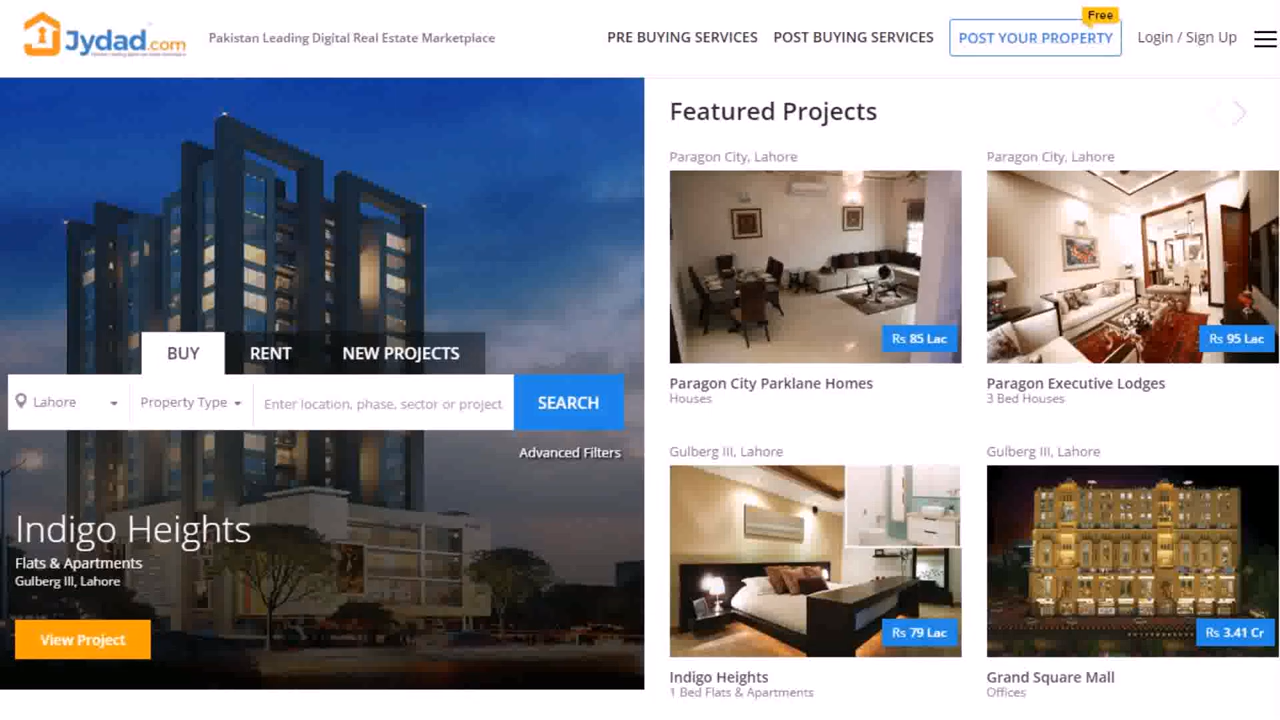 Jydad.com
Pakistan Leading Digital Real Estate Marketplace
PRE BUYING SERVICES
POST BUYING SERVICES
Free
POST YOUR PROPERTY
Login / Sign Up
BUY
RENT
NEW PROJECTS
Lahore
Property Type
Enter location, phase, sector or project
SEARCH
Advanced Filters
Indigo Heights
Flats & Apartments
Gulberg III, Lahore
View Project
Featured Projects
Paragon City, Lahore
Rs 85 Lac
Paragon City Parklane Homes
Houses
Paragon City, Lahore
Rs 95 Lac
Paragon Executive Lodges
3 Bed Houses
Gulberg III, Lahore
Rs 79 Lac
Indigo Heights
1 Bed Flats & Apartments
Gulberg III, Lahore
Rs 3.41 Cr
Grand Square Mall
Offices